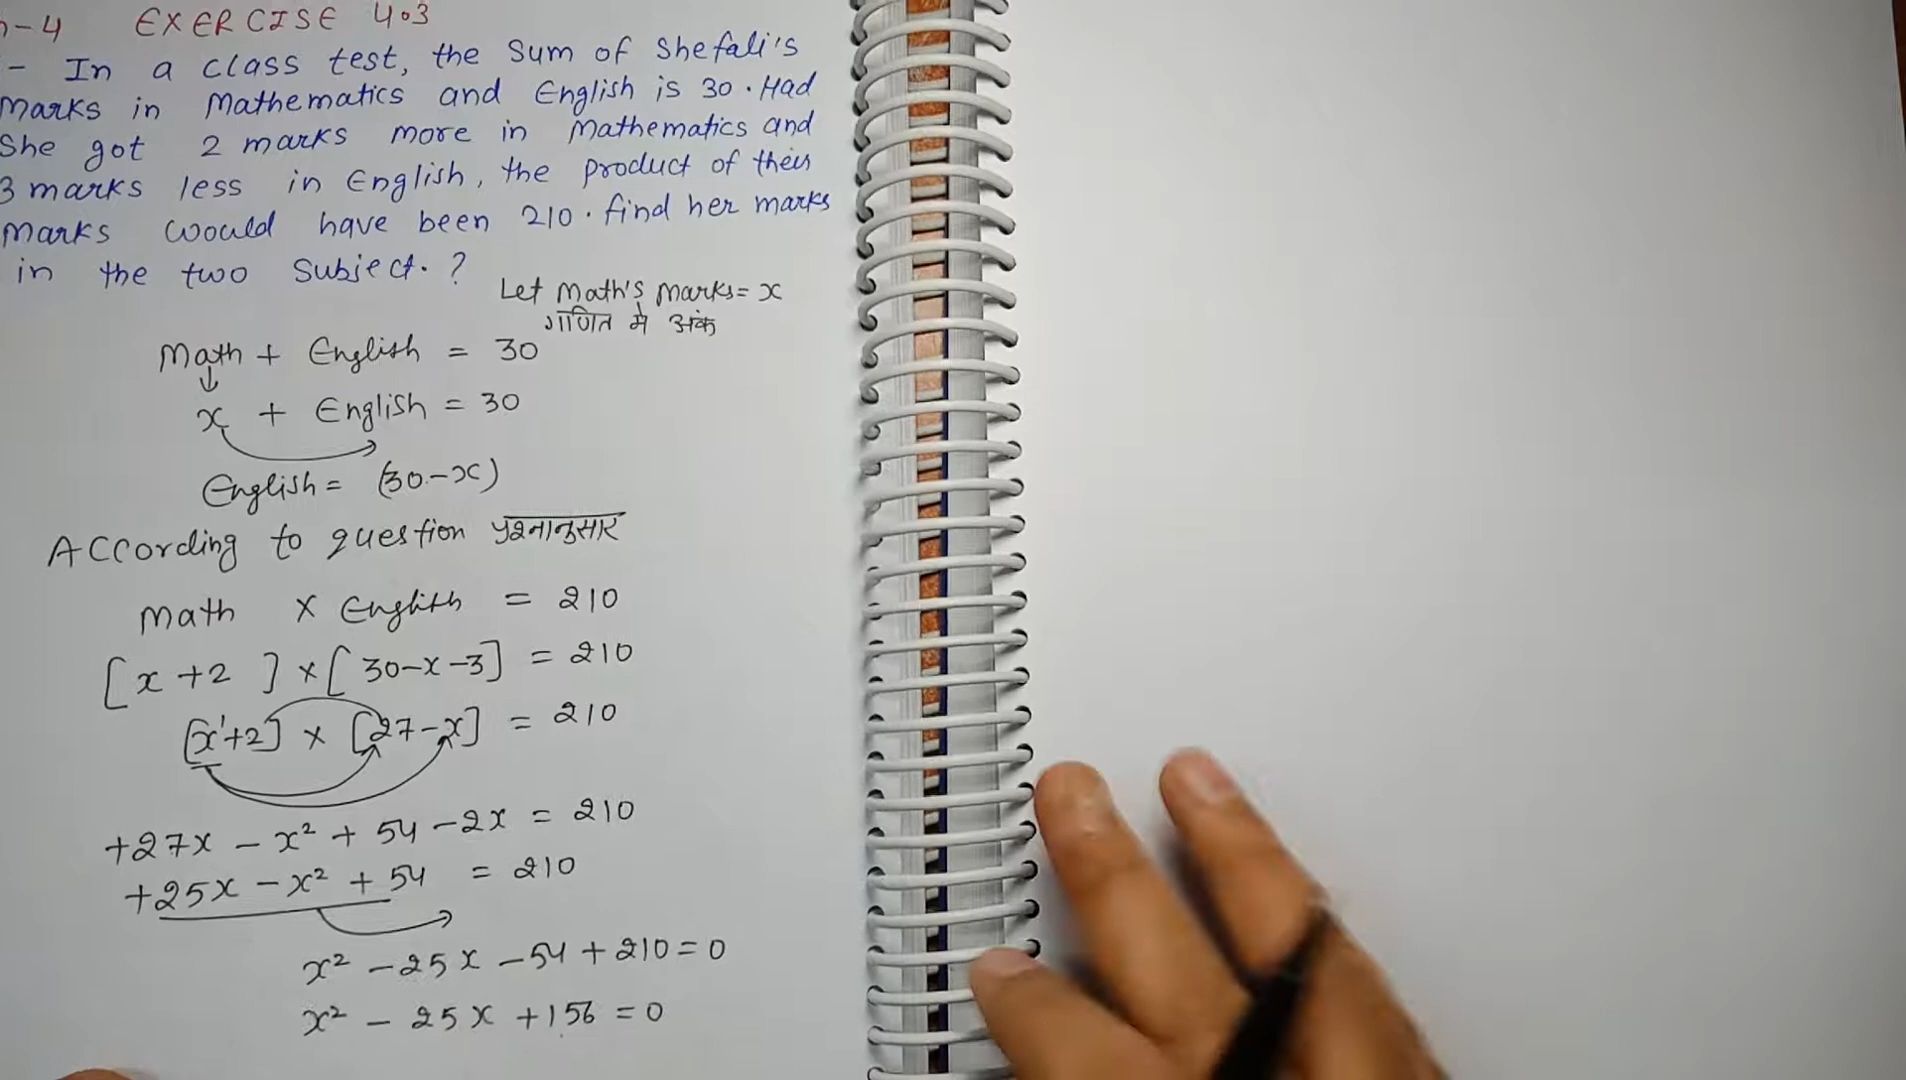 -4 EXERCISE 4.3
- In a class test, the sum of Shefali's
marks in Mathematics and English is 30. Had
She got 2 marks more in Mathematics and
3 marks less in English, the product of their
marks would have been 210. find her marks
in the two Subject. ?
Let Math's marks = x
गणित मे अंक
Math + English = 30
x + English = 30
English = (30-x)
According to question प्रश्नानुसार
Math × English = 210
[x + 2] × [30-x-3] = 210
[x+2] × [27-x] = 210
+27x - x² + 54 - 2x = 210
+25x - x² + 54 = 210
x² - 25x - 54 + 210 = 0
x² - 25x + 156 = 0